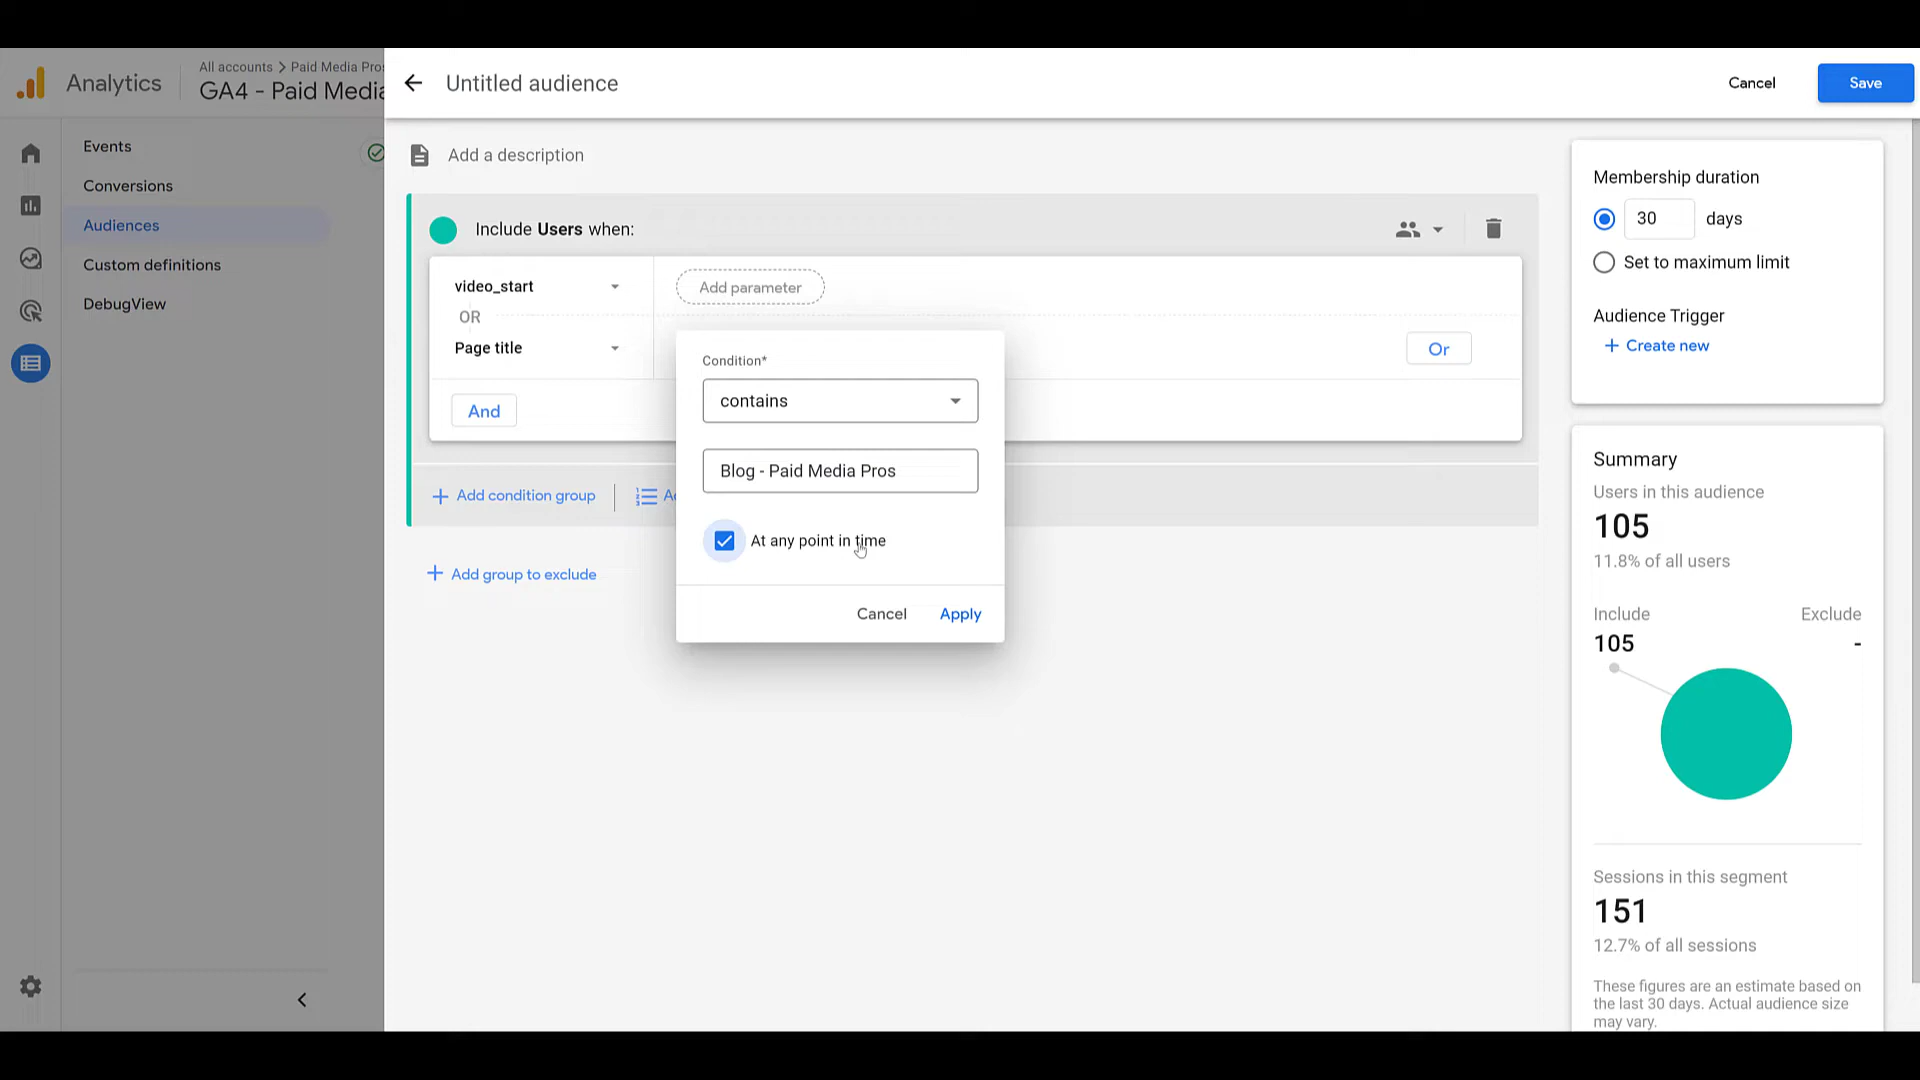 Analytics
All accounts > Paid Media Pros
GA4 - Paid Media
Untitled audience
Cancel
Save
Events
Conversions
Audiences
Custom definitions
DebugView
Add a description
Include Users when:
video_start
Add parameter
OR
Page title
Or
And
+ Add condition group
+ Add group to exclude
Condition*
contains
Blog - Paid Media Pros
At any point in time
Cancel
Apply
Membership duration
30 days
Set to maximum limit
Audience Trigger
+ Create new
Summary
Users in this audience
105
11.8% of all users
Include
Exclude
105
-
Sessions in this segment
151
12.7% of all sessions
These figures are an estimate based on
the last 30 days. Actual audience size
may vary.